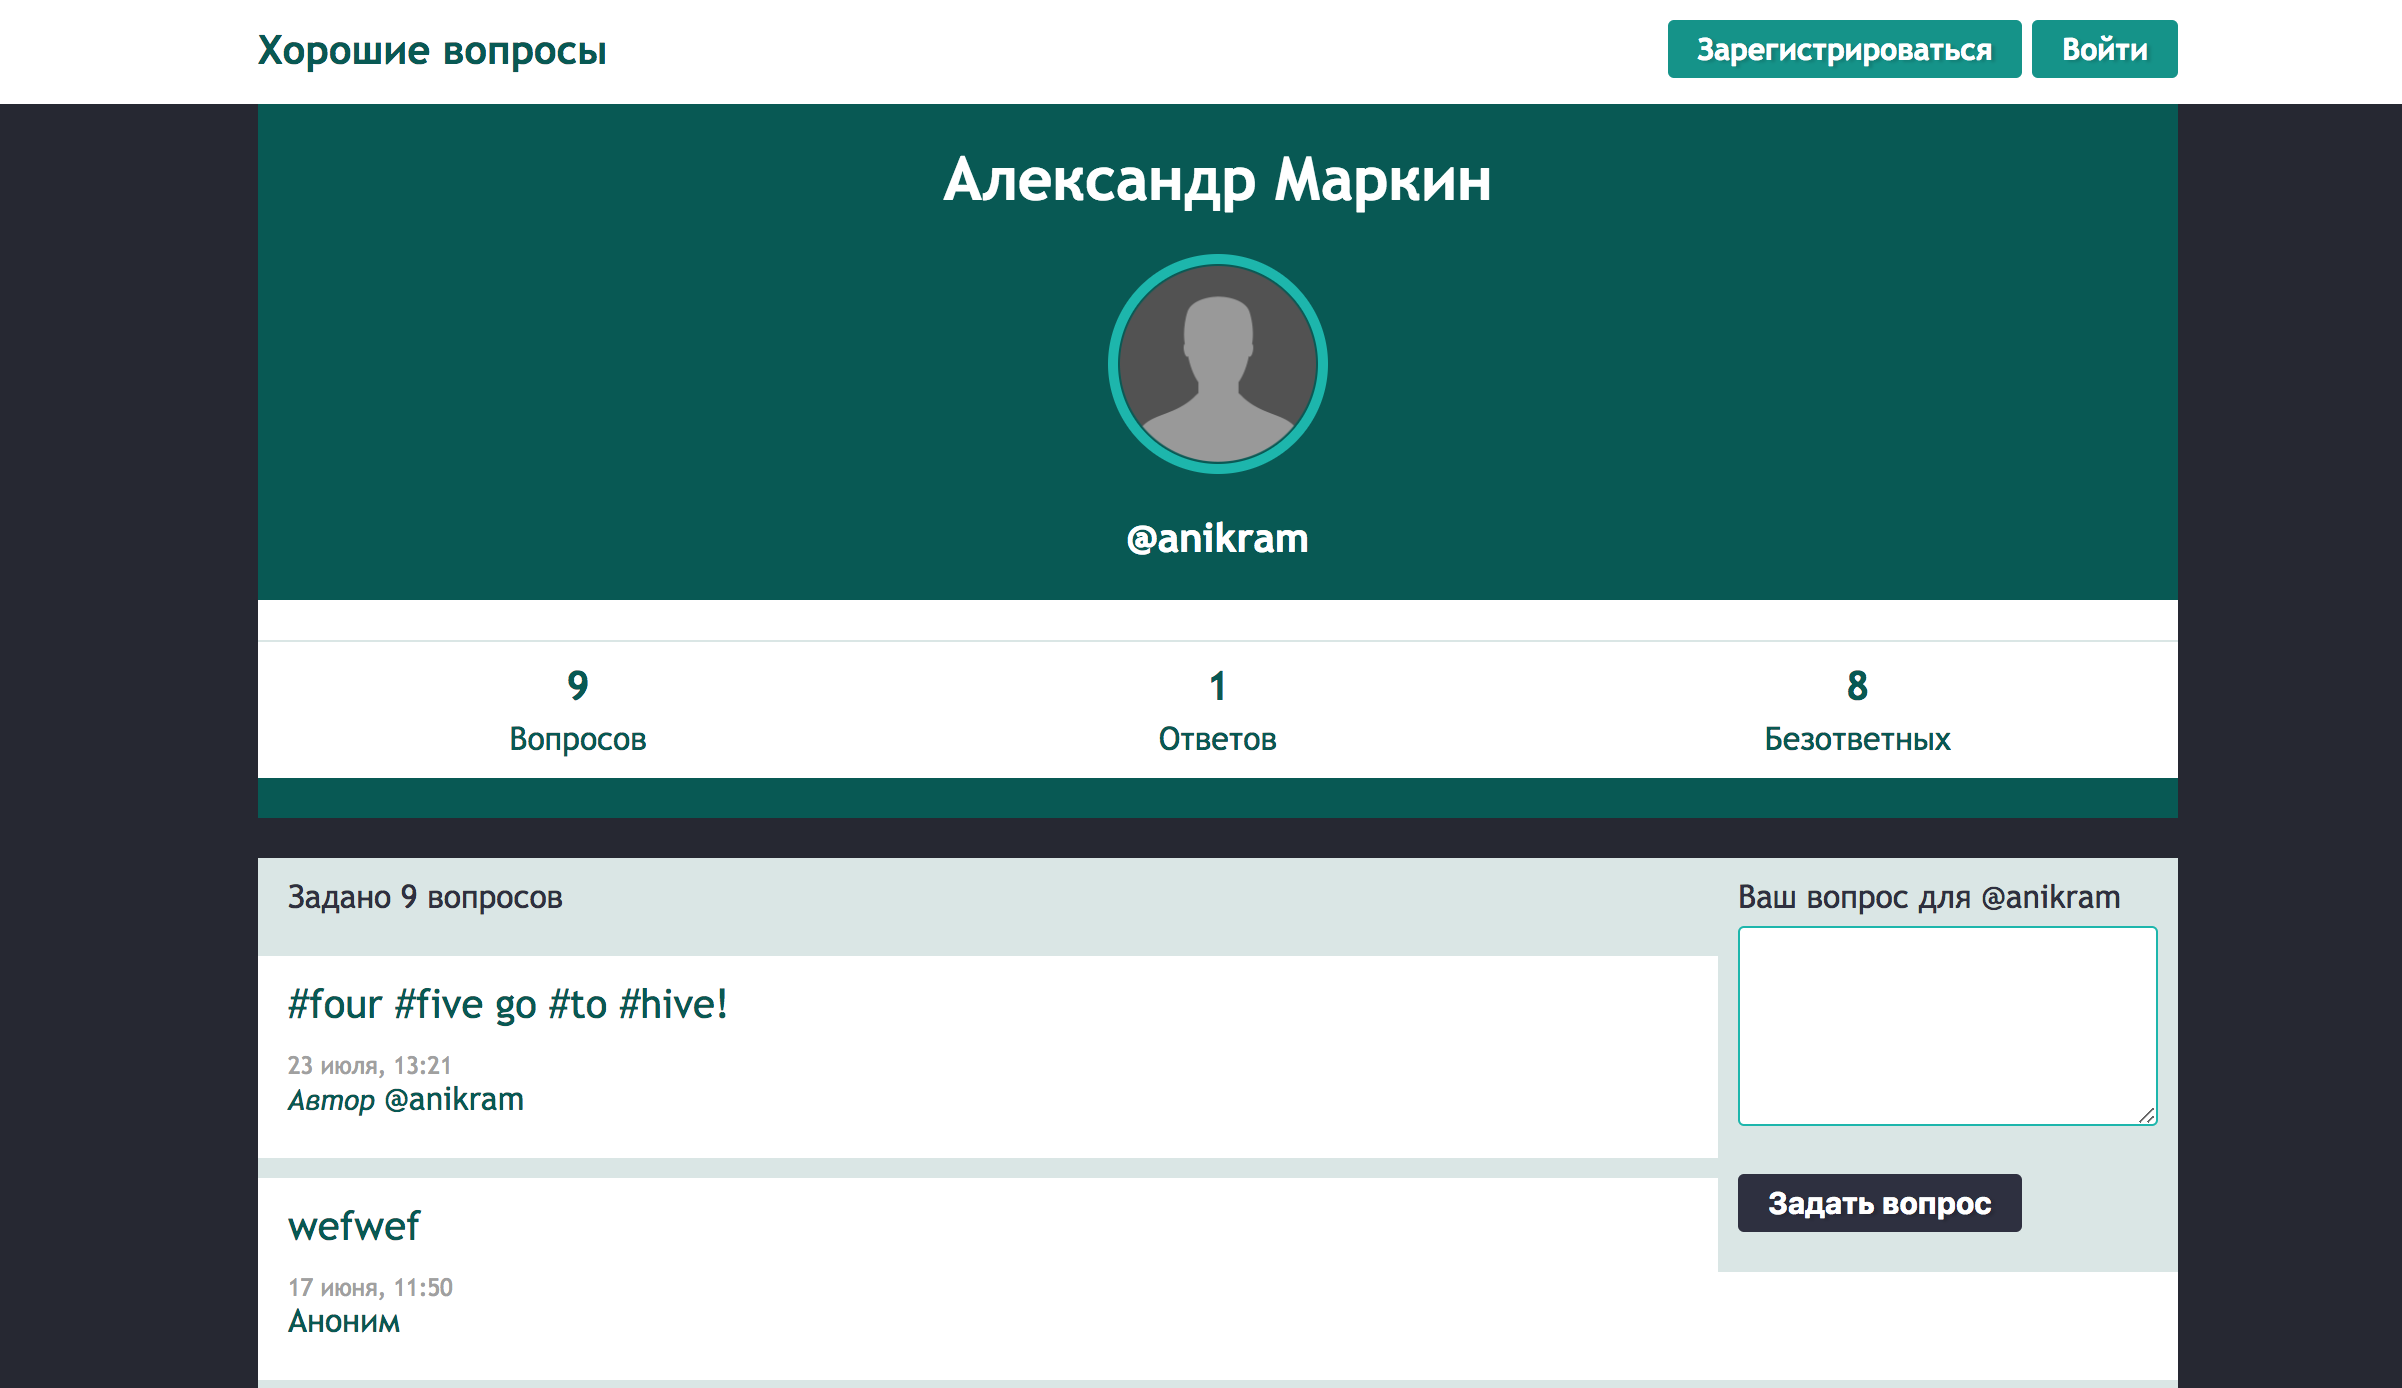 Хорошие вопросы
Зарегистрироваться
Войти
Александр Маркин
@anikram
9
Вопросов
1
Ответов
8
Безответных
Задано 9 вопросов
#four #five go #to #hive!
23 июля, 13:21
Автор @anikram
wefwef
17 июня, 11:50
Аноним
Ваш вопрос для @anikram
Задать вопрос